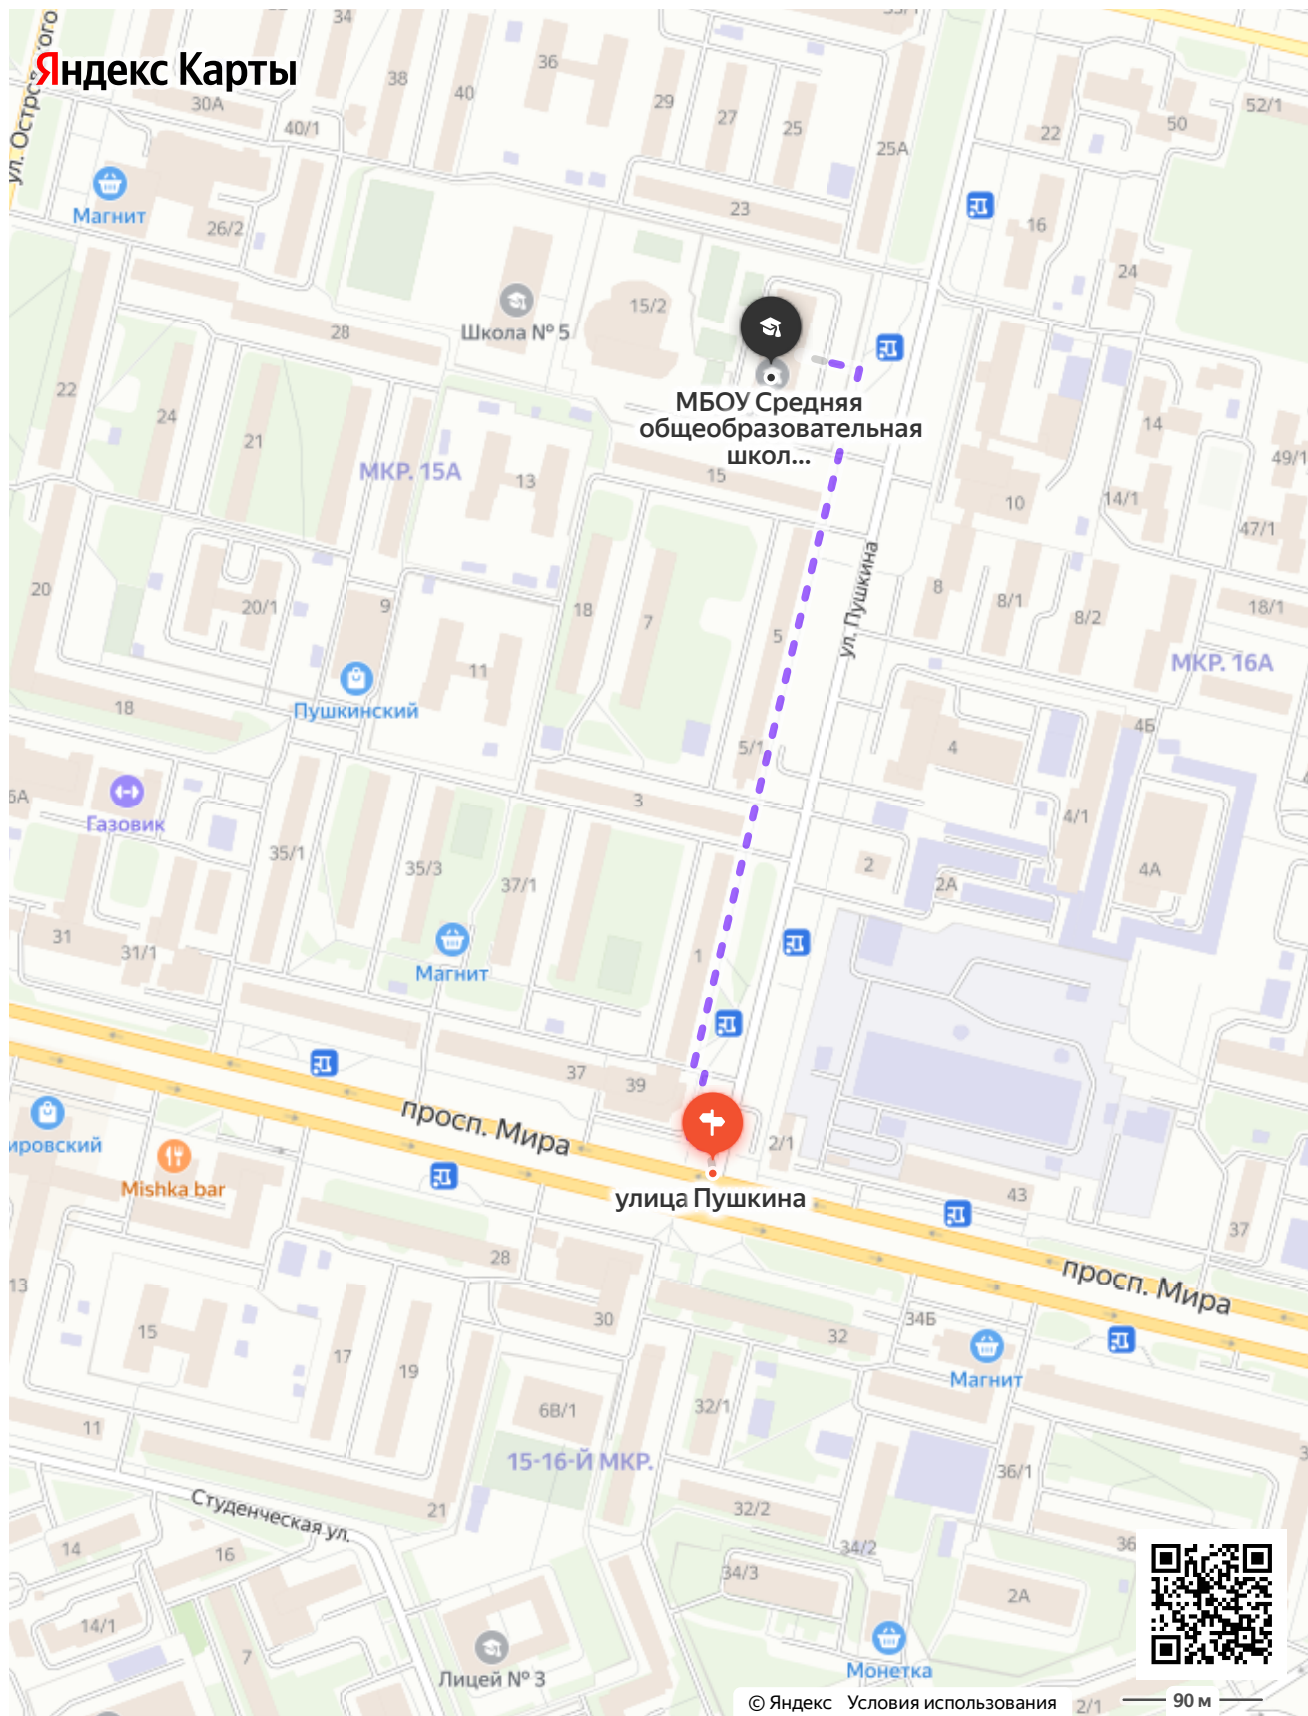 34
ул. Островского
Яндекс Карты
36
38
40
29
27
25
25А
22
50
52/1
30А
40/1
Магнит
26/2
23
16
24
28
Школа № 5
15/2
22
24
21
МКР. 15А
13
МБОУ Средняя
общеобразовательная
школ...
15
14
49/1
14/1
10
47/1
20
20/1
9
18
7
5
ул. Пушкина
8
8/1
8/2
18/1
11
МКР. 16А
Пушкинский
18
5/1
4
4Б
5А
Газовик
3
4/1
35/1
35/3
37/1
2
2А
4А
31
31/1
Магнит
1
37
39
просп. Мира
ировский
2/1
Mishka bar
улица Пушкина
43
37
28
просп. Мира
13
15
30
32
34Б
17
19
Магнит
11
6В/1
32/1
15-16-Й МКР.
36/1
21
Студенческая ул.
32/2
14
16
34/2
36
34/3
2А
14/1
7
Лицей № 3
Монетка
© Яндекс Условия использования
2/1
90 м